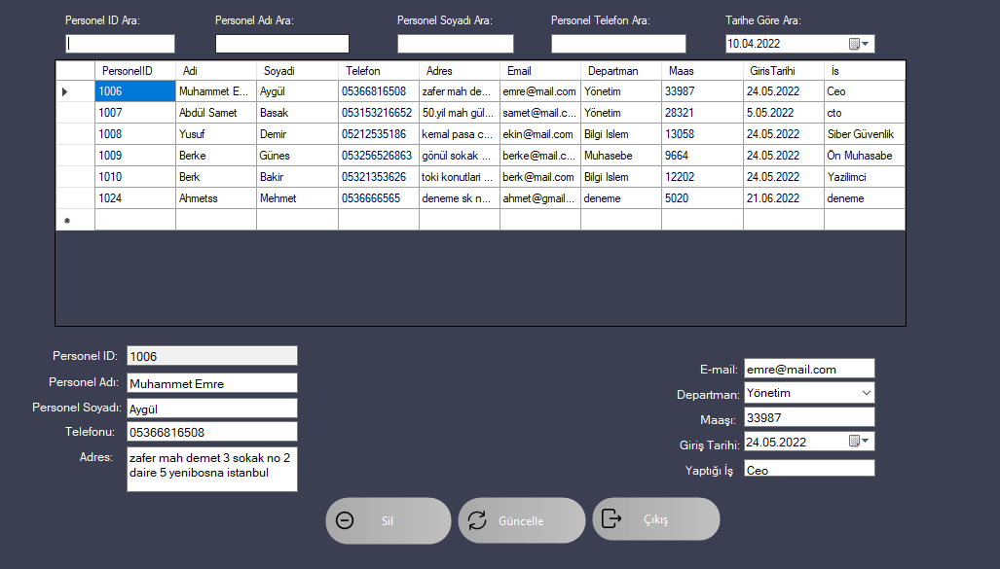 Personel ID Ara: Personel Adı Ara: Personel Soyadı Ara: Personel Telefon Ara: Tarihe Göre Ara:
10.04.2022
PersonelID Adi Soyadi Telefon Adres Email Departman Maas GirisTarihi İs
1006 Muhammet E... Aygül 05366816508 zafer mah de... emre@mail.com Yönetim 33987 24.05.2022 Ceo
1007 Abdül Samet Basak 053153216652 50.yil mah gül... samet@mail.c... Yönetim 28321 5.05.2022 cto
1008 Yusuf Demir 05212535186 kemal pasa c... ekin@mail.com Bilgi Islem 13058 24.05.2022 Siber Güvenlik
1009 Berke Günes 053256526863 gönül sokak ... berke@mail.c... Muhasebe 9664 24.05.2022 Ön Muhasabe
1010 Berk Bakir 05321353626 toki konutlari ... berk@mail.com Bilgi Islem 12202 24.05.2022 Yazilimci
1024 Ahmetss Mehmet 0536666565 deneme sk n... ahmet@gmail... deneme 5020 21.06.2022 deneme
Personel ID: 1006
Personel Adı: Muhammet Emre
Personel Soyadı: Aygül
Telefonu: 05366816508
Adres: zafer mah demet 3 sokak no 2
daire 5 yenibosna istanbul
E-mail: emre@mail.com
Departman: Yönetim
Maaşı: 33987
Giriş Tarihi: 24.05.2022
Yaptığı İş Ceo
Sil Güncelle Çıkış